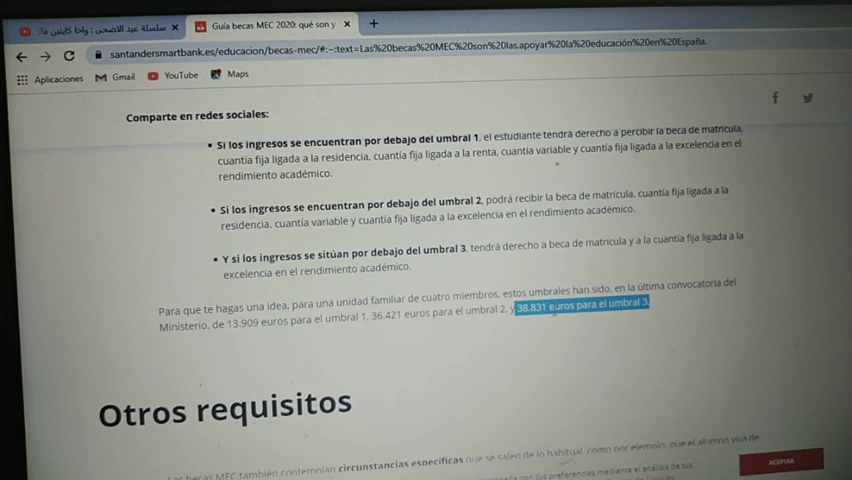 سلسلة عيد الاضحى : واخا كاينين
Guía becas MEC 2020: qué son y
santandersmartbank.es/educacion/becas-mec/#:~:text=Las%20becas%20MEC%20son%20las,apoyar%20la%20educación%20en%20España.
Aplicaciones Gmail YouTube Maps
Comparte en redes sociales:
Si los ingresos se encuentran por debajo del umbral 1, el estudiante tendrá derecho a percibir la beca de matrícula,
cuantía fija ligada a la residencia, cuantía fija ligada a la renta, cuantía variable y cuantía fija ligada a la excelencia en el
rendimiento académico.
Si los ingresos se encuentran por debajo del umbral 2, podrá recibir la beca de matrícula, cuantía fija ligada a la
residencia, cuantía variable y cuantía fija ligada a la excelencia en el rendimiento académico.
Y si los ingresos se sitúan por debajo del umbral 3, tendrá derecho a beca de matrícula y a la cuantía fija ligada a la
excelencia en el rendimiento académico.
Para que te hagas una idea, para una unidad familiar de cuatro miembros, estos umbrales han sido, en la última convocatoria del
Ministerio, de 13.909 euros para el umbral 1, 36.421 euros para el umbral 2, y 38.831 euros para el umbral 3.
Otros requisitos
Las becas MEC también contemplan circunstancias específicas que se salen de lo habitual, como por ejemplo, que el alumno viva de
con tus preferencias mediante el análisis de tus
ACEPTAR